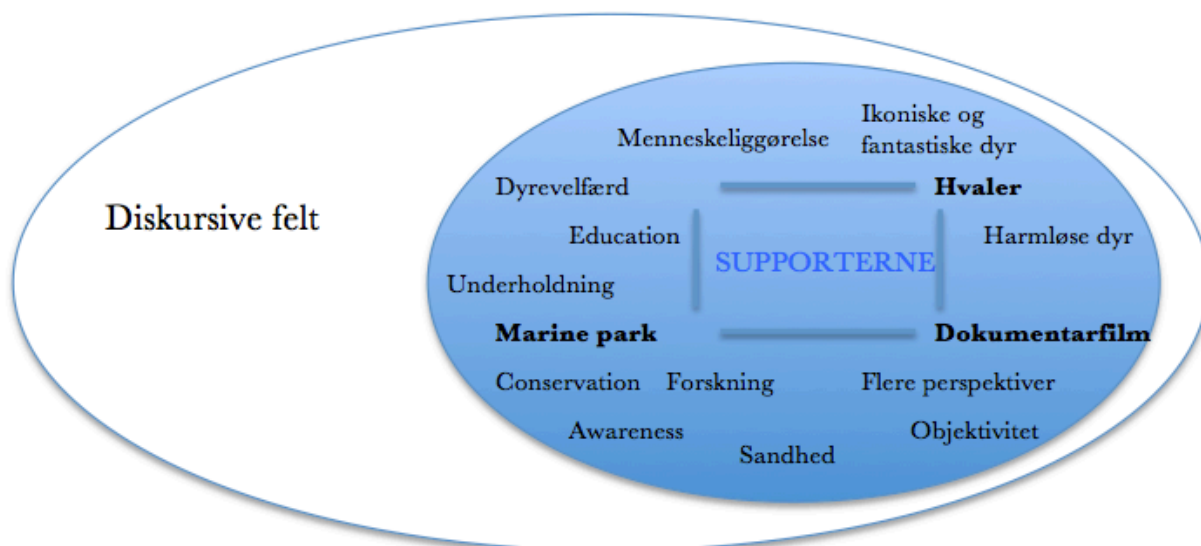 Ikoniske og
fantastiske dyr
Menneskeliggørelse
Dyrevelfærd
Hvaler
Diskursive felt
Education
Harmløse dyr
SUPPORTERNE
Underholdning
Marine park
Dokumentarfilm
Conservation
Forskning
Flere perspektiver
Awareness
Objektivitet
Sandhed